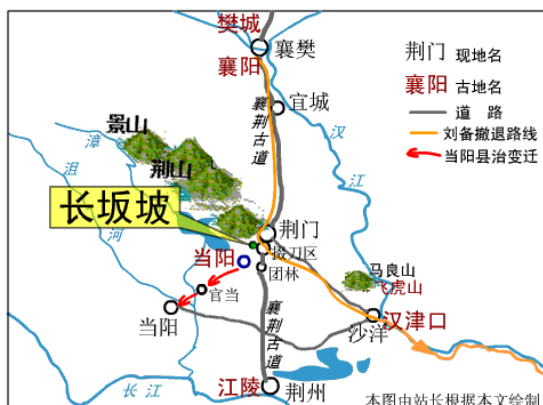 樊城
襄樊
襄阳
荆门 现地名
襄阳 古地名
道 路
刘备撤退路线
当阳县治变迁
宜城
襄荆古道
汉江
景山
漳
荆山
沮河
长坂坡
荆门
掇刀区
当阳
团林
官当
当阳
马良山
飞虎山
汉津口
沙洋
襄荆古道
长江
江陵
荆州
本图由站长根据本文绘制